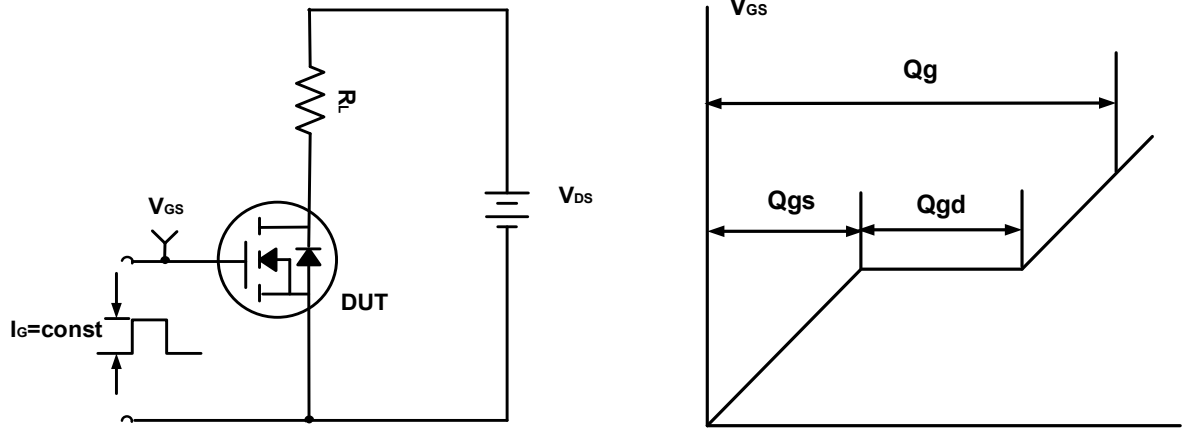 RL
VGS
VDS
DUT
IG=const
VGS
Qg
Qgs
Qgd